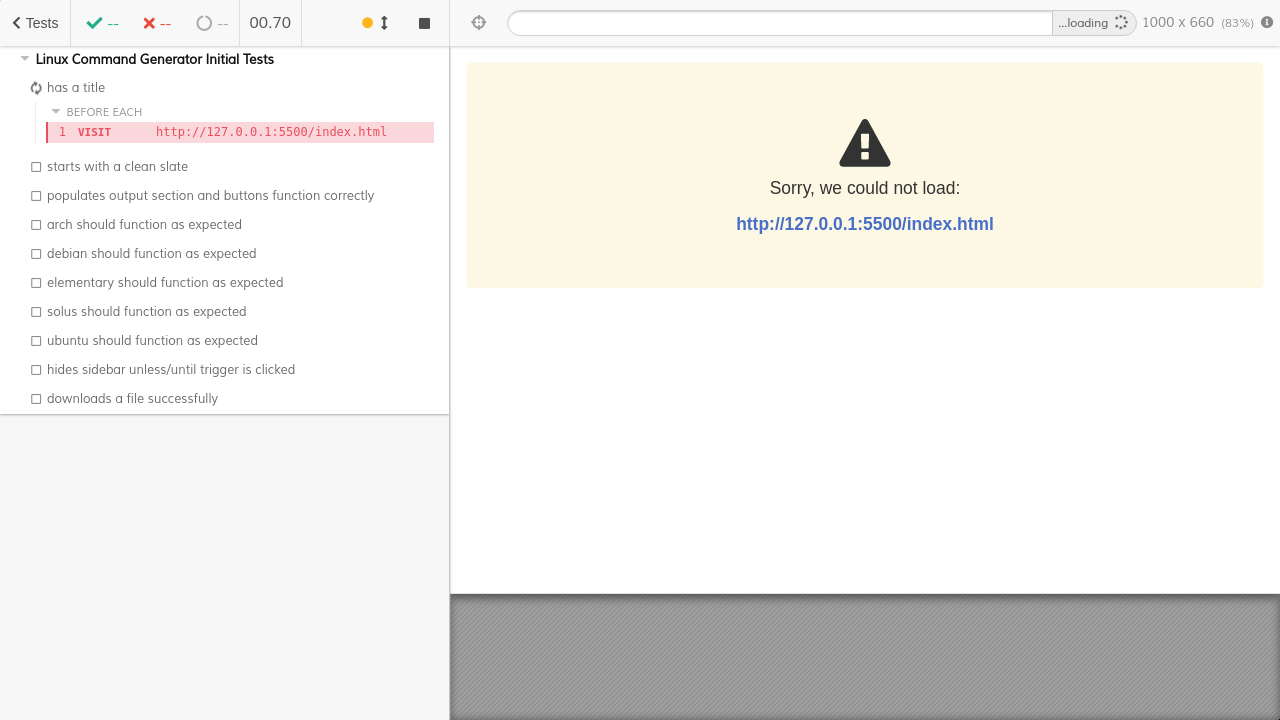 Tests -- -- -- 00.70
...loading 1000 x 660 (83%)
Linux Command Generator Initial Tests
has a title
BEFORE EACH
1 VISIT http://127.0.0.1:5500/index.html
starts with a clean slate
populates output section and buttons function correctly
arch should function as expected
debian should function as expected
elementary should function as expected
solus should function as expected
ubuntu should function as expected
hides sidebar unless/until trigger is clicked
downloads a file successfully
Sorry, we could not load:
http://127.0.0.1:5500/index.html